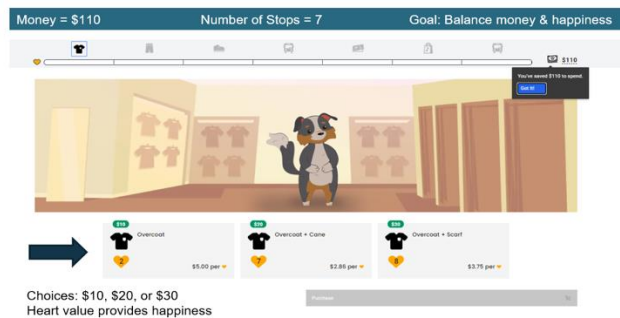 Money = $110
Number of Stops = 7
Goal: Balance money & happiness
$110
You've saved $110 to spend.
Got it!
$10
Overcoat
2
$5.00 per
$20
Overcoat + Cane
7
$2.86 per
$30
Overcoat + Scarf
8
$3.75 per
Choices: $10, $20, or $30
Heart value provides happiness
Purchase